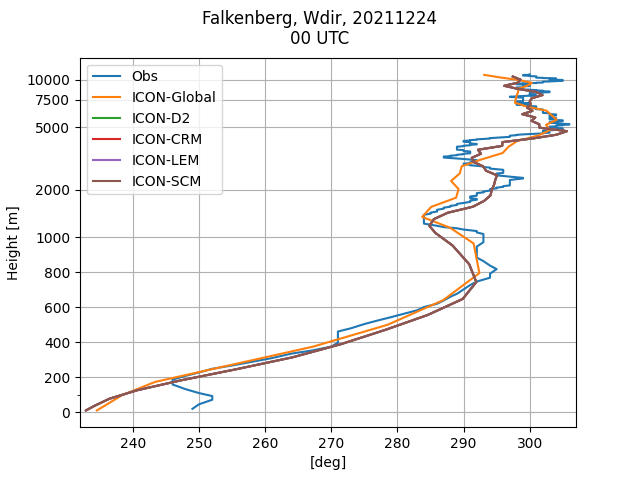 Falkenberg, Wdir, 20211224
00 UTC
Obs
ICON-Global
ICON-D2
ICON-CRM
ICON-LEM
ICON-SCM
Height [m]
10000
7500
5000
2000
1000
800
600
400
200
0
240 250 260 270 280 290 300
[deg]